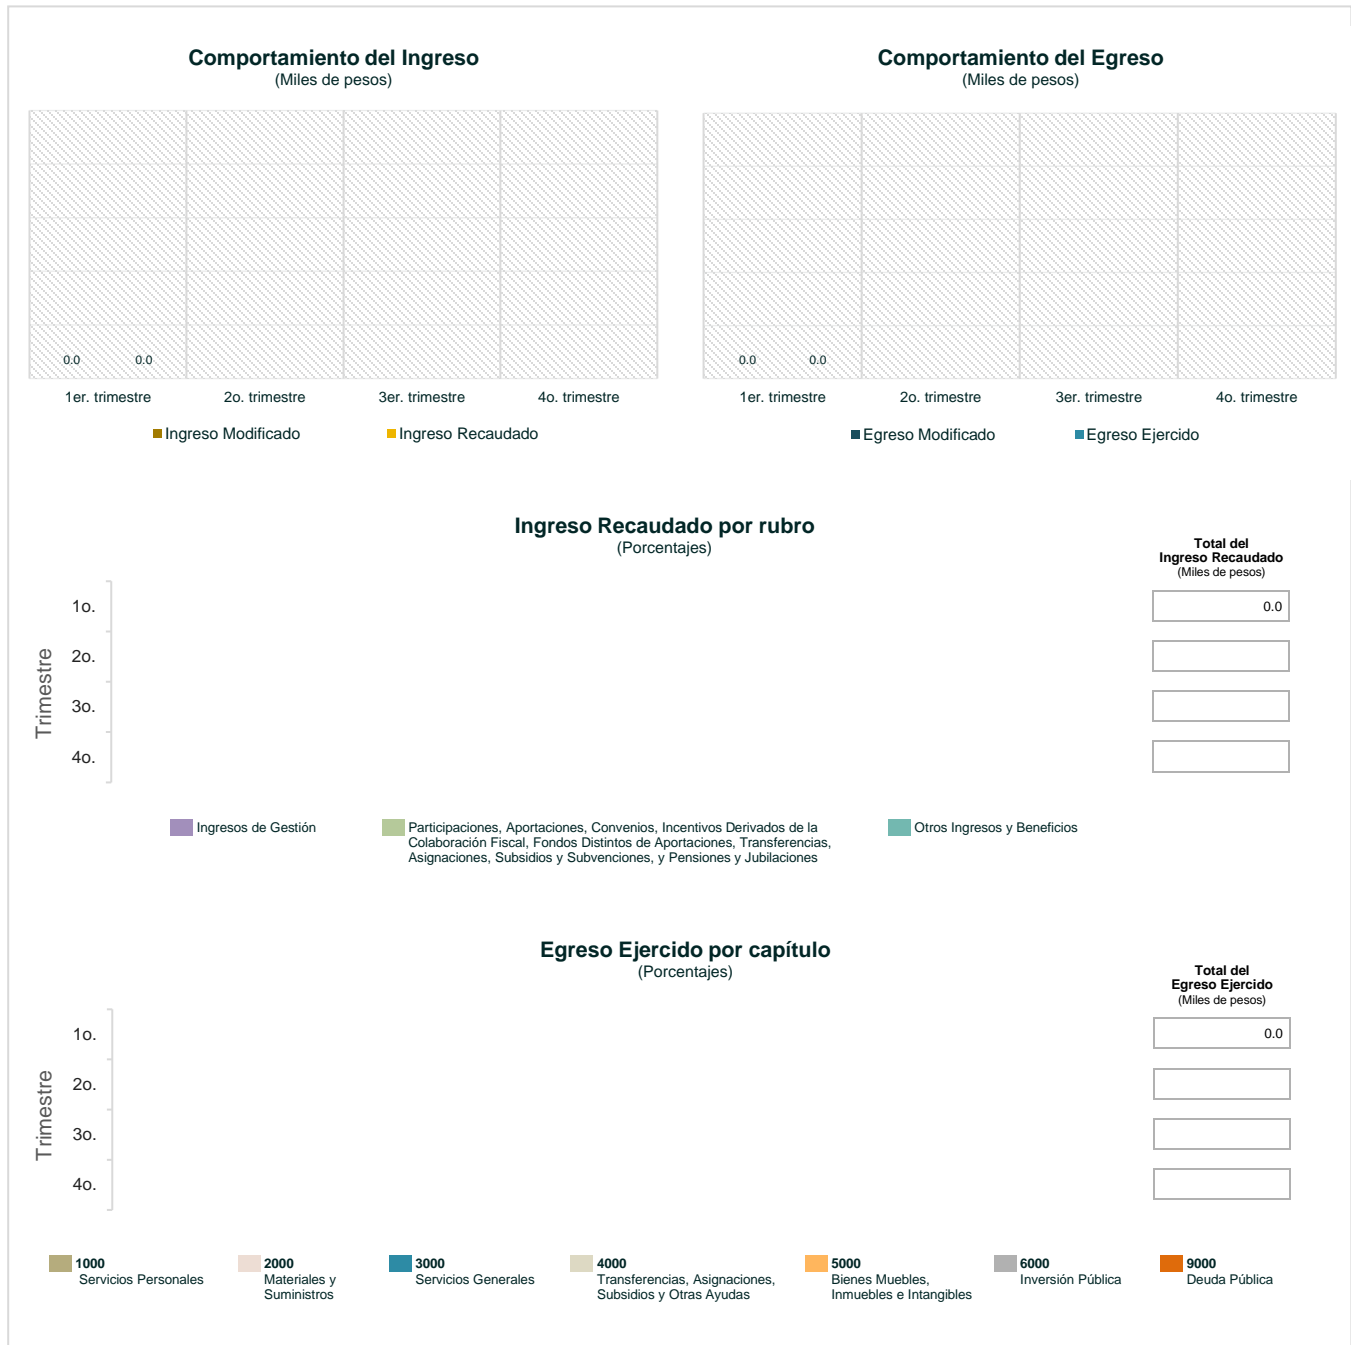 Comportamiento del Ingreso
(Miles de pesos)
0.0 0.0
1er. trimestre 2o. trimestre 3er. trimestre 4o. trimestre
Ingreso Modificado Ingreso Recaudado
Comportamiento del Egreso
(Miles de pesos)
0.0 0.0
1er. trimestre 2o. trimestre 3er. trimestre 4o. trimestre
Egreso Modificado Egreso Ejercido
Ingreso Recaudado por rubro
(Porcentajes)
Total del
Ingreso Recaudado
(Miles de pesos)
Trimestre
1o. 0.0
2o.
3o.
4o.
Ingresos de Gestión
Participaciones, Aportaciones, Convenios, Incentivos Derivados de la
Colaboración Fiscal, Fondos Distintos de Aportaciones, Transferencias,
Asignaciones, Subsidios y Subvenciones, y Pensiones y Jubilaciones
Otros Ingresos y Beneficios
Egreso Ejercido por capítulo
(Porcentajes)
Total del
Egreso Ejercido
(Miles de pesos)
Trimestre
1o. 0.0
2o.
3o.
4o.
1000
Servicios Personales
2000
Materiales y
Suministros
3000
Servicios Generales
4000
Transferencias, Asignaciones,
Subsidios y Otras Ayudas
5000
Bienes Muebles,
Inmuebles e Intangibles
6000
Inversión Pública
9000
Deuda Pública